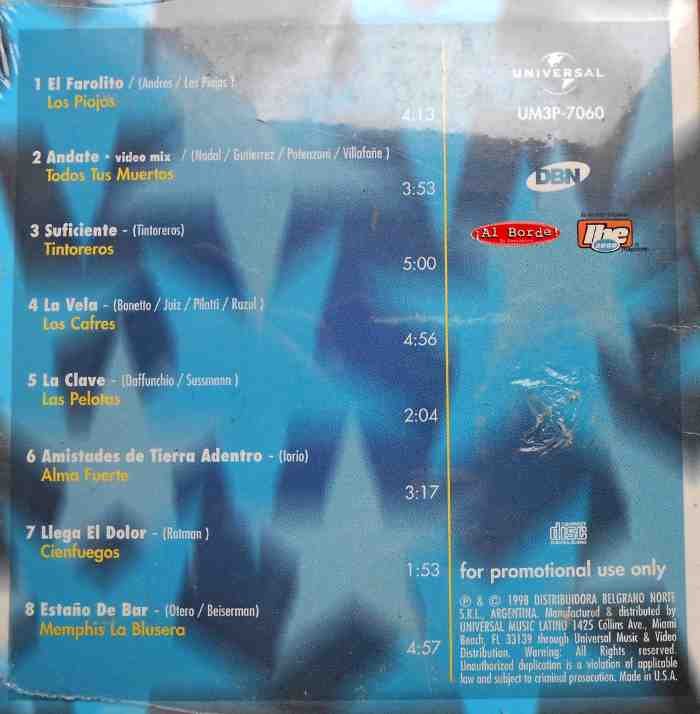 1 El Farolito / (Andres / Los Piojos )
Los Piojos
4:13
2 Andate - video mix / (Nadal / Gutierrez / Potenzoni / Villafañe )
Todos Tus Muertos
3:53
3 Suficiente - (Tintoreros)
Tintoreros
5:00
4 La Vela - (Bonetto / Juiz / Pilatti / Razul )
Los Cafres
4:56
5 La Clave - (Daffunchio / Sussmann )
Las Pelotas
2:04
6 Amistades de Tierra Adentro - (Iorio)
Alma Fuerte
3:17
7 Llega El Dolor - (Rotman )
Cienfuegos
1:53
8 Estaño De Bar - (Otero / Beiserman)
Memphis La Blusera
4:57
UNIVERSAL
UM3P-7060
DBN
¡Al Borde!
disc
for promotional use only
℗ & © 1998 DISTRIBUIDORA BELGRANO NORTE
S.R.L., ARGENTINA. Manufactured & distributed by
UNIVERSAL MUSIC LATINO 1425 Collins Ave., Miami
Beach, FL 33139 through Universal Music & Video
Distribution. Warning: All Rights reserved.
Unauthorized duplication is a violation of applicable
law and subject to criminal prosecution. Made in U.S.A.